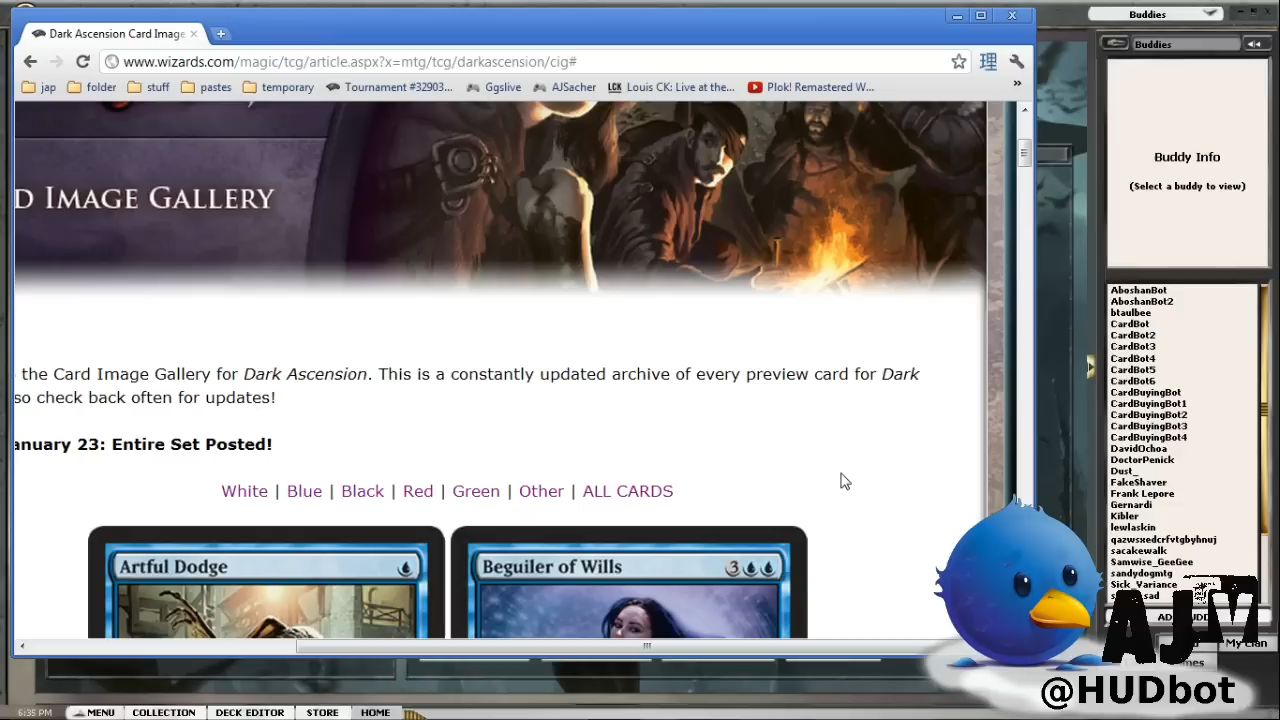 Dark Ascension Card Image
www.wizards.com/magic/tcg/article.aspx?x=mtg/tcg/darkascension/cig#
jap folder stuff pastes temporary Tournament #32903... Ggslive AJSacher LCK Louis CK: Live at the... Plok! Remastered W...
D IMAGE GALLERY
the Card Image Gallery for Dark Ascension. This is a constantly updated archive of every preview card for Dark
so check back often for updates!
anuary 23: Entire Set Posted!
White | Blue | Black | Red | Green | Other | ALL CARDS
Artful Dodge
Beguiler of Wills 3
Buddies
Buddies
Buddy Info
(Select a buddy to view)
AboshanBot
AboshanBot2
btaulbee
CardBot
CardBot2
CardBot3
CardBot4
CardBot5
CardBot6
CardBuyingBot
CardBuyingBot1
CardBuyingBot2
CardBuyingBot3
CardBuyingBot4
DavidOchoa
DoctorPenick
Dust_
FakeShaver
Frank Lepore
Gernardi
Kibler
lewlaskin
qazwsxedcrfvtgbyhnuj
sacakewalk
Samwise_GeeGee
sandydogmtg
Sick_Variance
My Clan
AJTV
@HUDbot
6:35 PM MENU COLLECTION DECK EDITOR STORE HOME